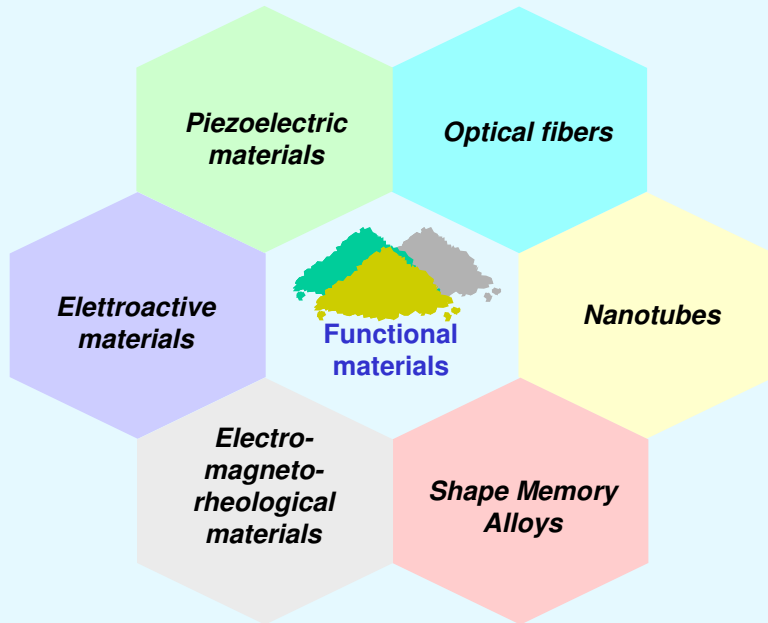 Piezoelectric
materials
Optical fibers
Elettroactive
materials
Functional
materials
Nanotubes
Electro-
magneto-
rheological
materials
Shape Memory
Alloys